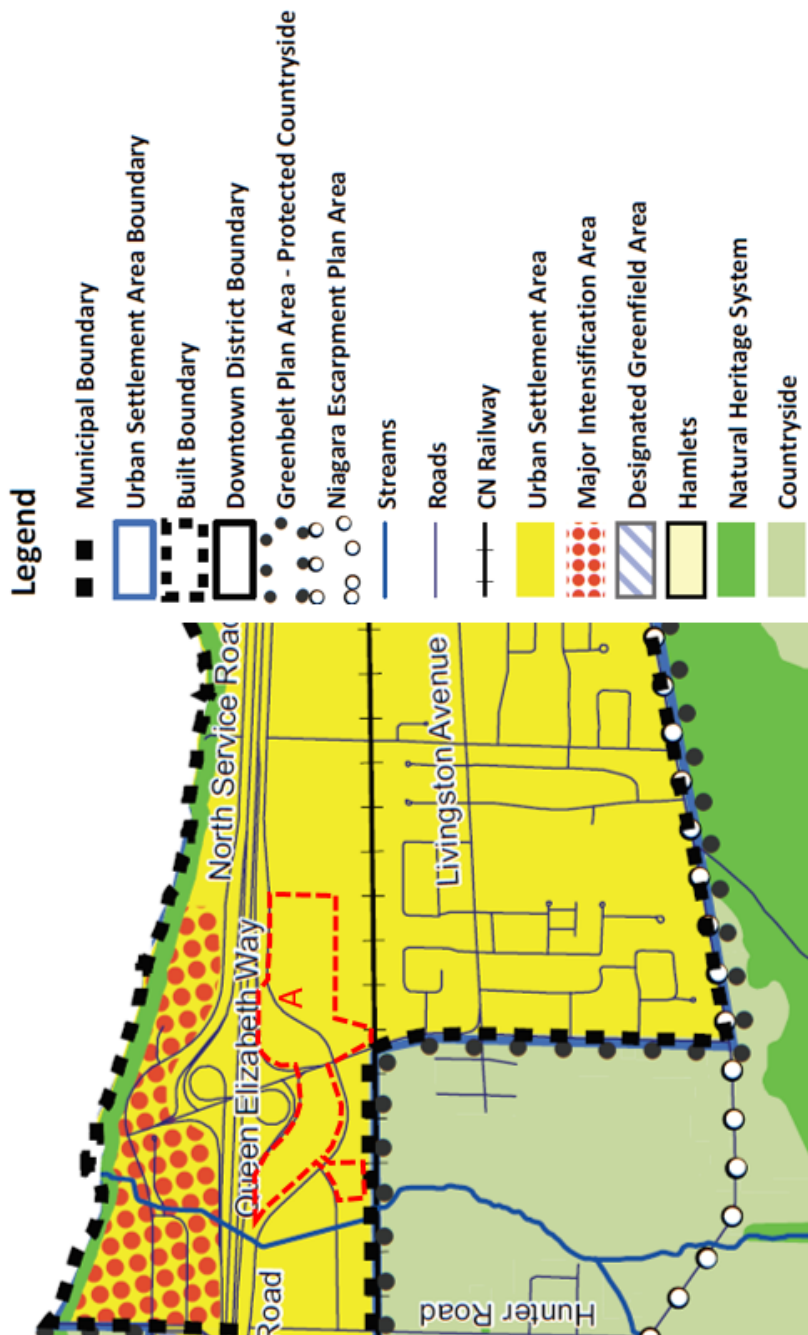 Legend
Municipal Boundary
Urban Settlement Area Boundary
Built Boundary
Downtown District Boundary
Greenbelt Plan Area - Protected Countryside
Niagara Escarpment Plan Area
Streams
Roads
CN Railway
Urban Settlement Area
Major Intensification Area
Designated Greenfield Area
Hamlets
Natural Heritage System
Countryside
North Service Road
Queen Elizabeth Way
A
Livingston Avenue
Road
Hunter Road